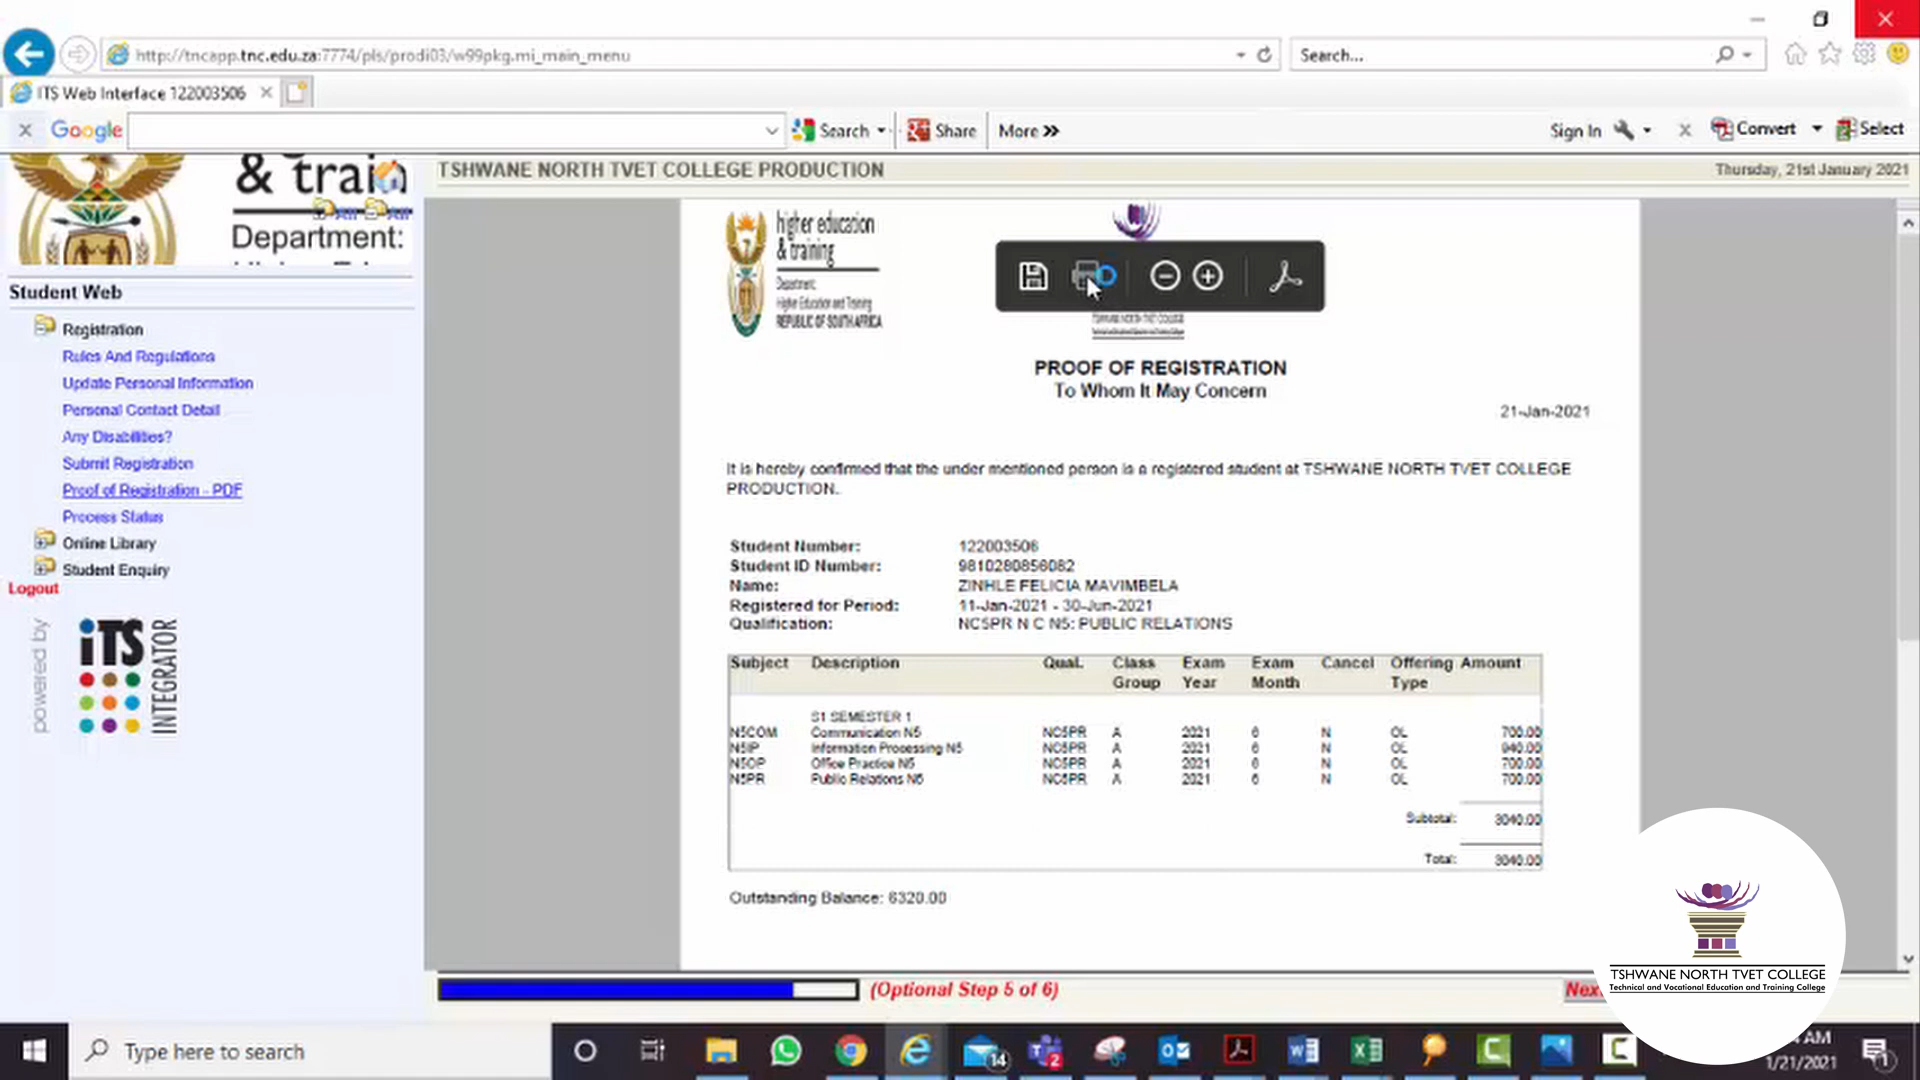 http://tncapp.tnc.edu.za:7774/pls/prodi03/w99pkg.mi_main_menu
Search...
ITS Web Interface 122003506
Google
Search
Share
More
Sign In
Convert
Select
& train
Department:
TSHWANE NORTH TVET COLLEGE PRODUCTION
Thursday, 21st January 2021
Student Web
Registration
Rules And Regulations
Update Personal Information
Personal Contact Detail
Any Disabilities?
Submit Registration
Proof of Registration - PDF
Process Status
Online Library
Student Enquiry
Logout
powered by
iTS
INTEGRATOR
higher education
& training
Department:
Higher Education and Training
REPUBLIC OF SOUTH AFRICA
TSHWANE NORTH TVET COLLEGE
PROOF OF REGISTRATION
To Whom It May Concern
21-Jan-2021
It is hereby confirmed that the under mentioned person is a registered student at TSHWANE NORTH TVET COLLEGE
PRODUCTION.
Student Number: 122003506
Student ID Number: 9810280856082
Name: ZINHLE FELICIA MAVIMBELA
Registered for Period: 11-Jan-2021 - 30-Jun-2021
Qualification: NC5PR N C N5: PUBLIC RELATIONS
Subject Description Qual. Class Group Exam Year Exam Month Cancel Offering Type Amount
S1 SEMESTER 1
N5COM Communication N5 NC5PR A 2021 6 N OL 700.00
N5IP Information Processing N5 NC5PR A 2021 6 N OL 940.00
N5OP Office Practice N5 NC5PR A 2021 6 N OL 700.00
N5PR Public Relations N5 NC5PR A 2021 6 N OL 700.00
Subtotal: 3040.00
Total: 3040.00
Outstanding Balance: 6320.00
(Optional Step 5 of 6)
TSHWANE NORTH TVET COLLEGE
Technical and Vocational Education and Training College
Type here to search
14
2
AM
1/21/2021
1